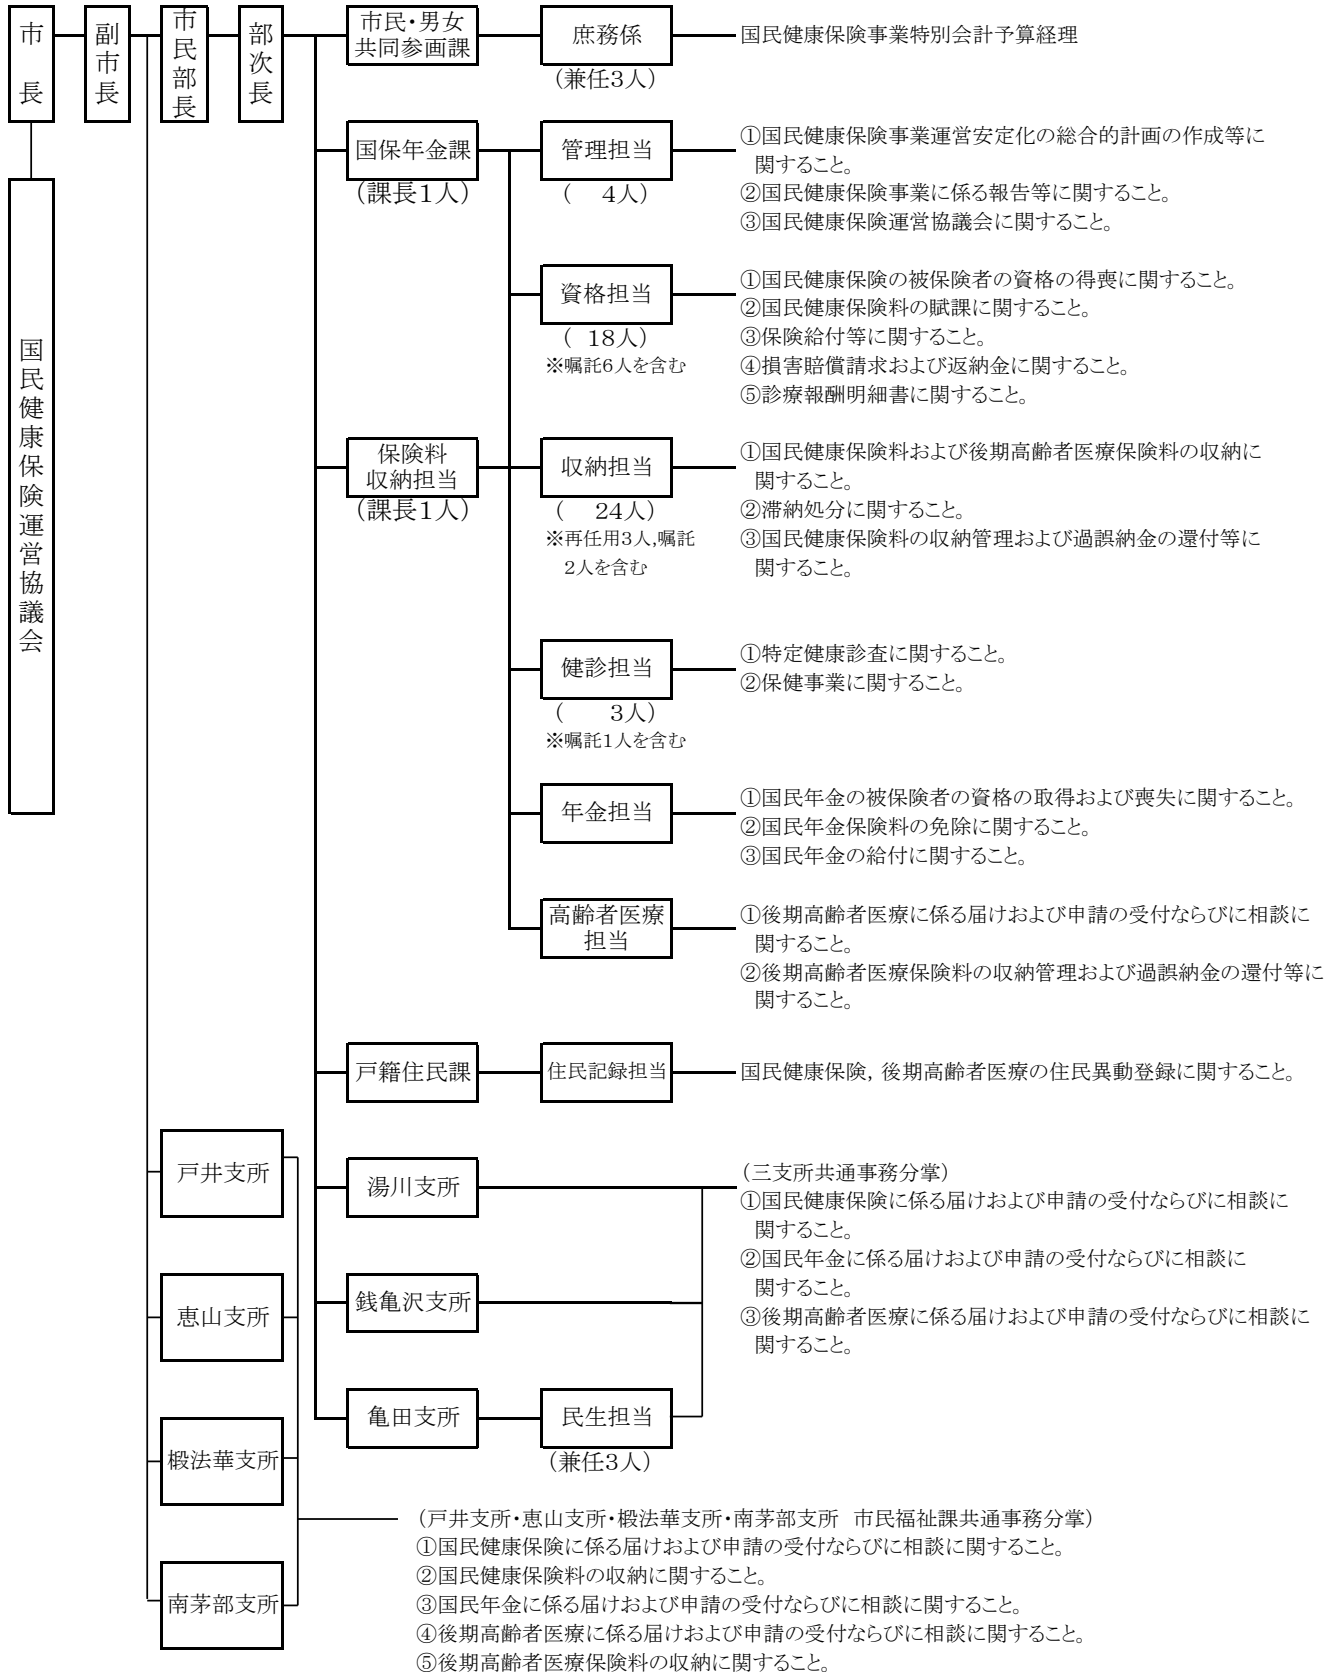 市長
副市長
市民部長
部次長
市民・男女
共同参画課
庶務係
(兼任3人)
国民健康保険事業特別会計予算経理
国民健康保険運営協議会
国保年金課
(課長1人)
管理担当
(　4人)
①国民健康保険事業運営安定化の総合的計画の作成等に
関すること。
②国民健康保険事業に係る報告等に関すること。
③国民健康保険運営協議会に関すること。
資格担当
( 18人)
※嘱託6人を含む
①国民健康保険の被保険者の資格の得喪に関すること。
②国民健康保険料の賦課に関すること。
③保険給付等に関すること。
④損害賠償請求および返納金に関すること。
⑤診療報酬明細書に関すること。
保険料
収納担当
(課長1人)
収納担当
(　24人)
※再任用3人,嘱託
2人を含む
①国民健康保険料および後期高齢者医療保険料の収納に
関すること。
②滞納処分に関すること。
③国民健康保険料の収納管理および過誤納金の還付等に
関すること。
健診担当
(　3人)
※嘱託1人を含む
①特定健康診査に関すること。
②保健事業に関すること。
年金担当
①国民年金の被保険者の資格の取得および喪失に関すること。
②国民年金保険料の免除に関すること。
③国民年金の給付に関すること。
高齢者医療
担当
①後期高齢者医療に係る届けおよび申請の受付ならびに相談に
関すること。
②後期高齢者医療保険料の収納管理および過誤納金の還付等に
関すること。
戸籍住民課
住民記録担当
国民健康保険, 後期高齢者医療の住民異動登録に関すること。
戸井支所
恵山支所
椴法華支所
南茅部支所
湯川支所
銭亀沢支所
亀田支所
民生担当
(兼任3人)
(三支所共通事務分掌)
①国民健康保険に係る届けおよび申請の受付ならびに相談に
関すること。
②国民年金に係る届けおよび申請の受付ならびに相談に
関すること。
③後期高齢者医療に係る届けおよび申請の受付ならびに相談に
関すること。
(戸井支所・恵山支所・椴法華支所・南茅部支所　市民福祉課共通事務分掌)
①国民健康保険に係る届けおよび申請の受付ならびに相談に関すること。
②国民健康保険料の収納に関すること。
③国民年金に係る届けおよび申請の受付ならびに相談に関すること。
④後期高齢者医療に係る届けおよび申請の受付ならびに相談に関すること。
⑤後期高齢者医療保険料の収納に関すること。